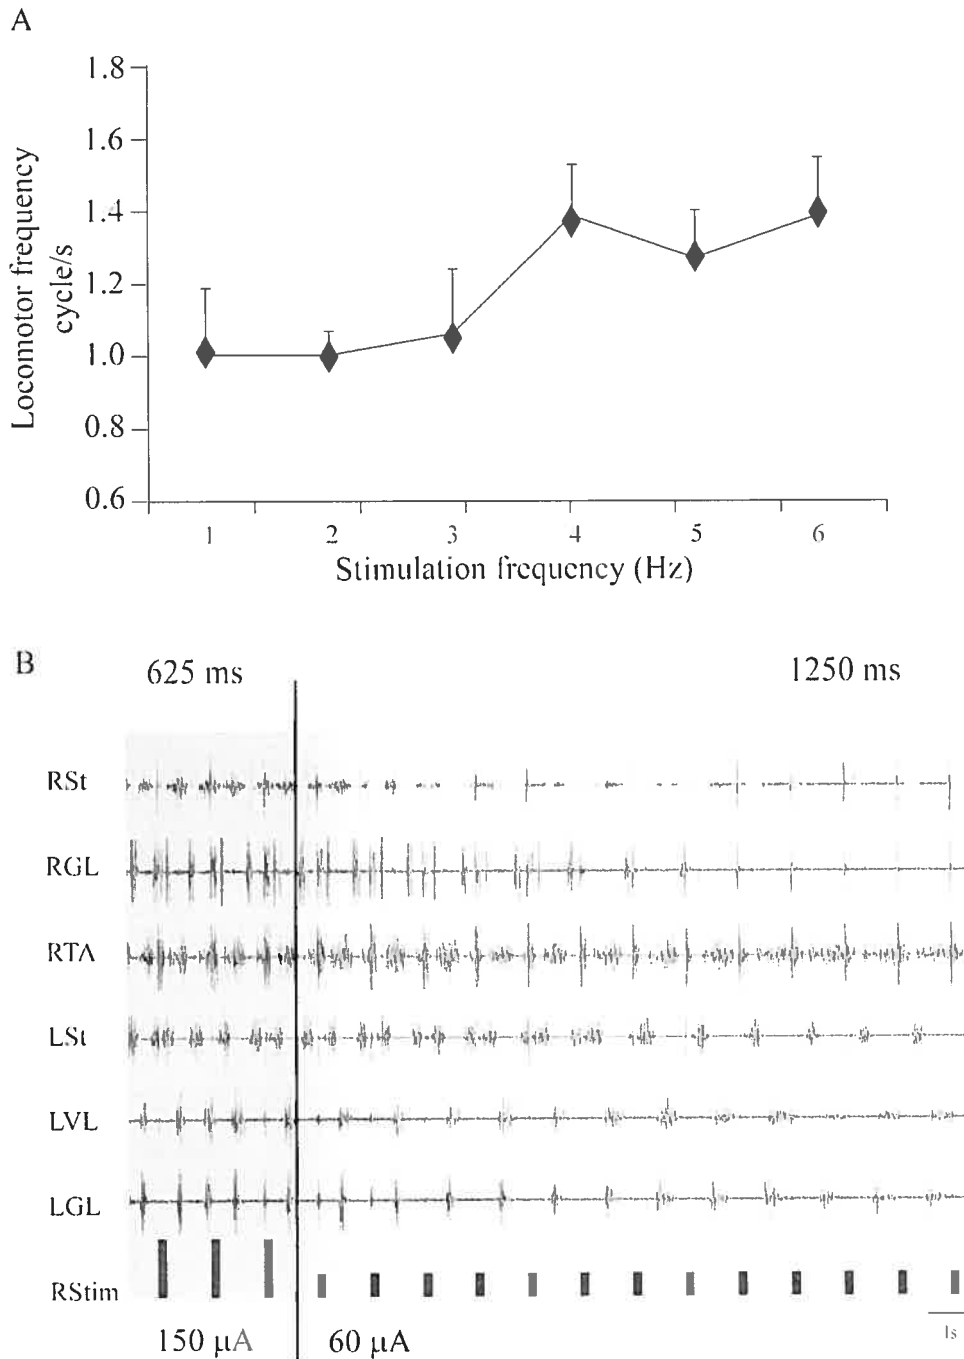 A
1.8
1.6
1.4
1.2
1.0
0.8
0.6
Locomotor frequency
cycle/s
1 2 3 4 5 6
Stimulation frequency (Hz)
B
625 ms 1250 ms
RSt
RGL
RTA
LSt
LVL
LGL
RStim
1s
150 µA 60 µA